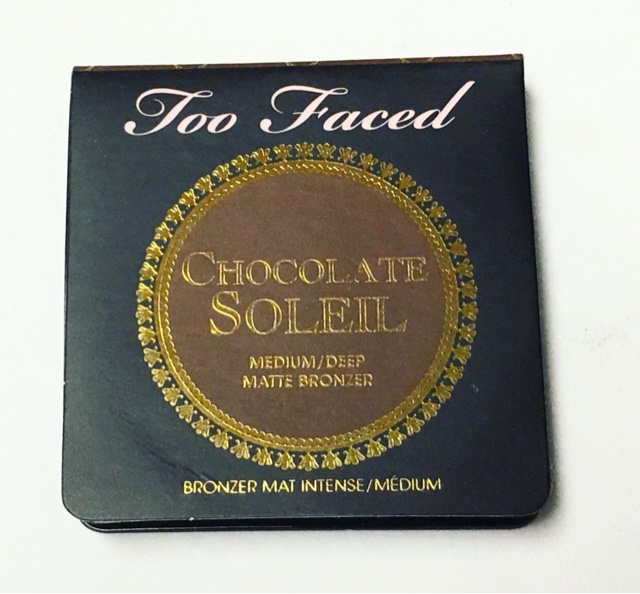 Too Faced
CHOCOLATE
SOLEIL
MEDIUM/DEEP
MATTE BRONZER
BRONZER MAT INTENSE/MÉDIUM